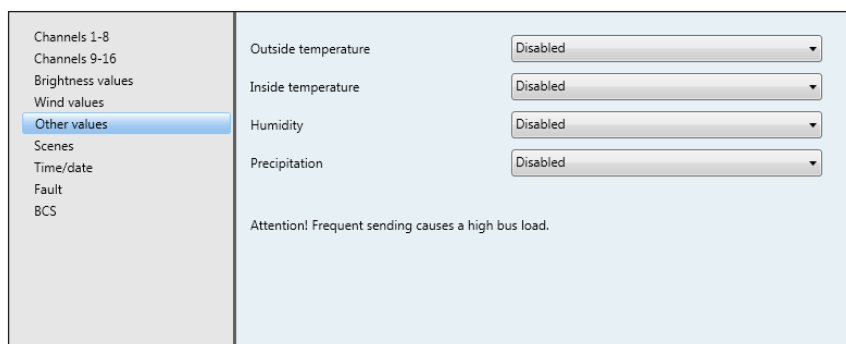 Channels 1-8
Channels 9-16
Brightness values
Wind values
Other values
Scenes
Time/date
Fault
BCS
Outside temperature Disabled
Inside temperature Disabled
Humidity Disabled
Precipitation Disabled
Attention! Frequent sending causes a high bus load.